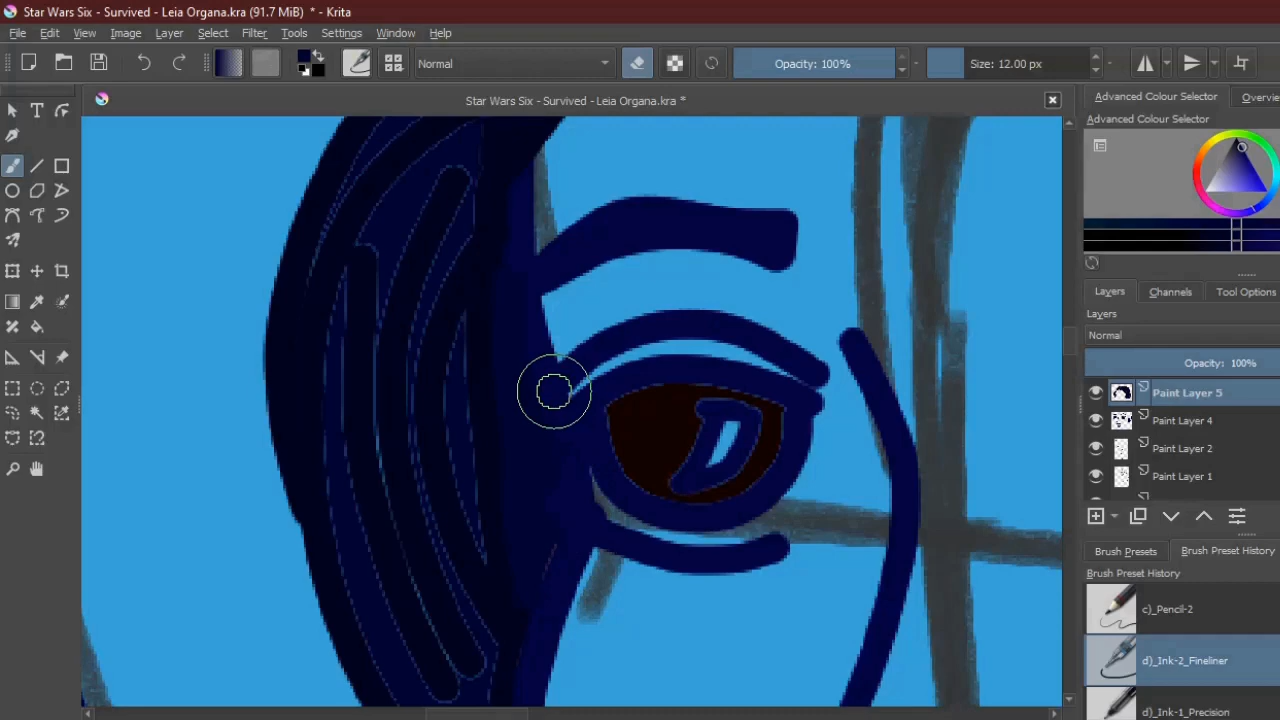 Star Wars Six - Survived - Leia Organa.kra (91.7 MiB) * - Krita
File Edit View Image Layer Select Filter Tools Settings Window Help
Normal Opacity: 100% Size: 12.00 px
Star Wars Six - Survived - Leia Organa.kra *
Advanced Colour Selector Overvie
Advanced Colour Selector
Layers Channels Tool Options
Layers
Normal
Opacity: 100%
Paint Layer 5
Paint Layer 4
Paint Layer 2
Paint Layer 1
Brush Presets Brush Preset History
Brush Preset History
c)_Pencil-2
d)_Ink-2_Fineliner
d)_Ink-1_Precision